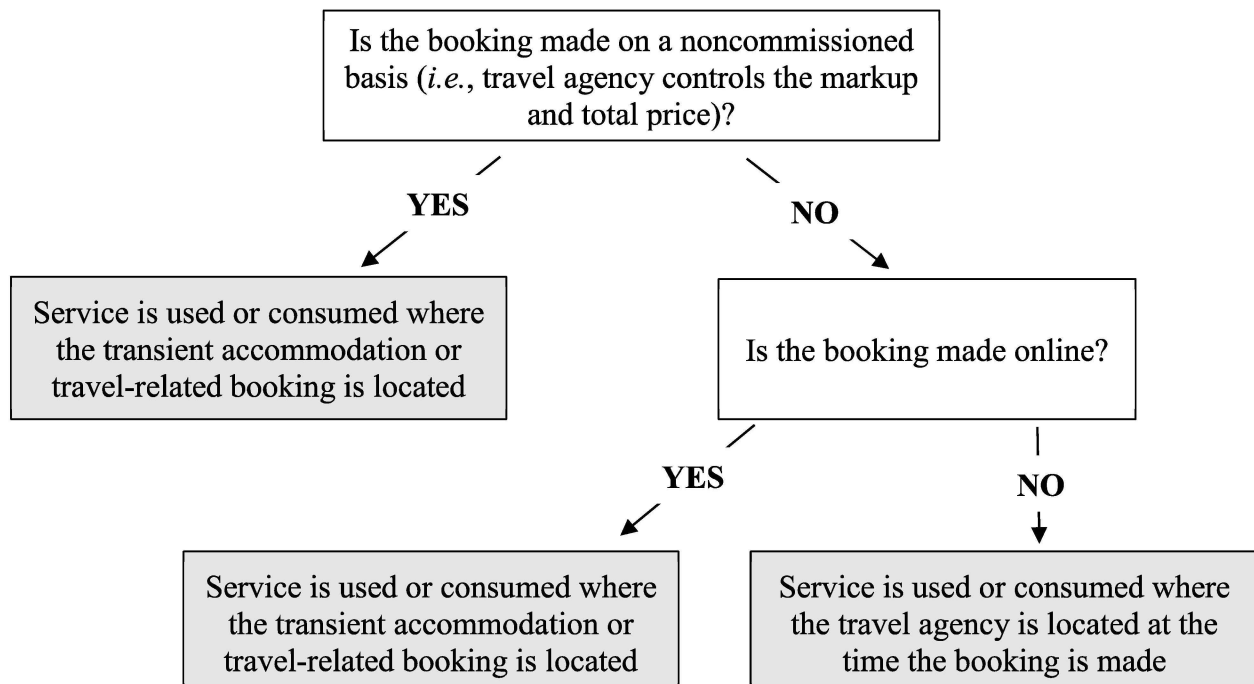 Is the booking made on a noncommissioned
basis (i.e., travel agency controls the markup
and total price)?
YES
NO
Service is used or consumed where
the transient accommodation or
travel-related booking is located
Is the booking made online?
YES
NO
Service is used or consumed where
the transient accommodation or
travel-related booking is located
Service is used or consumed where
the travel agency is located at the
time the booking is made